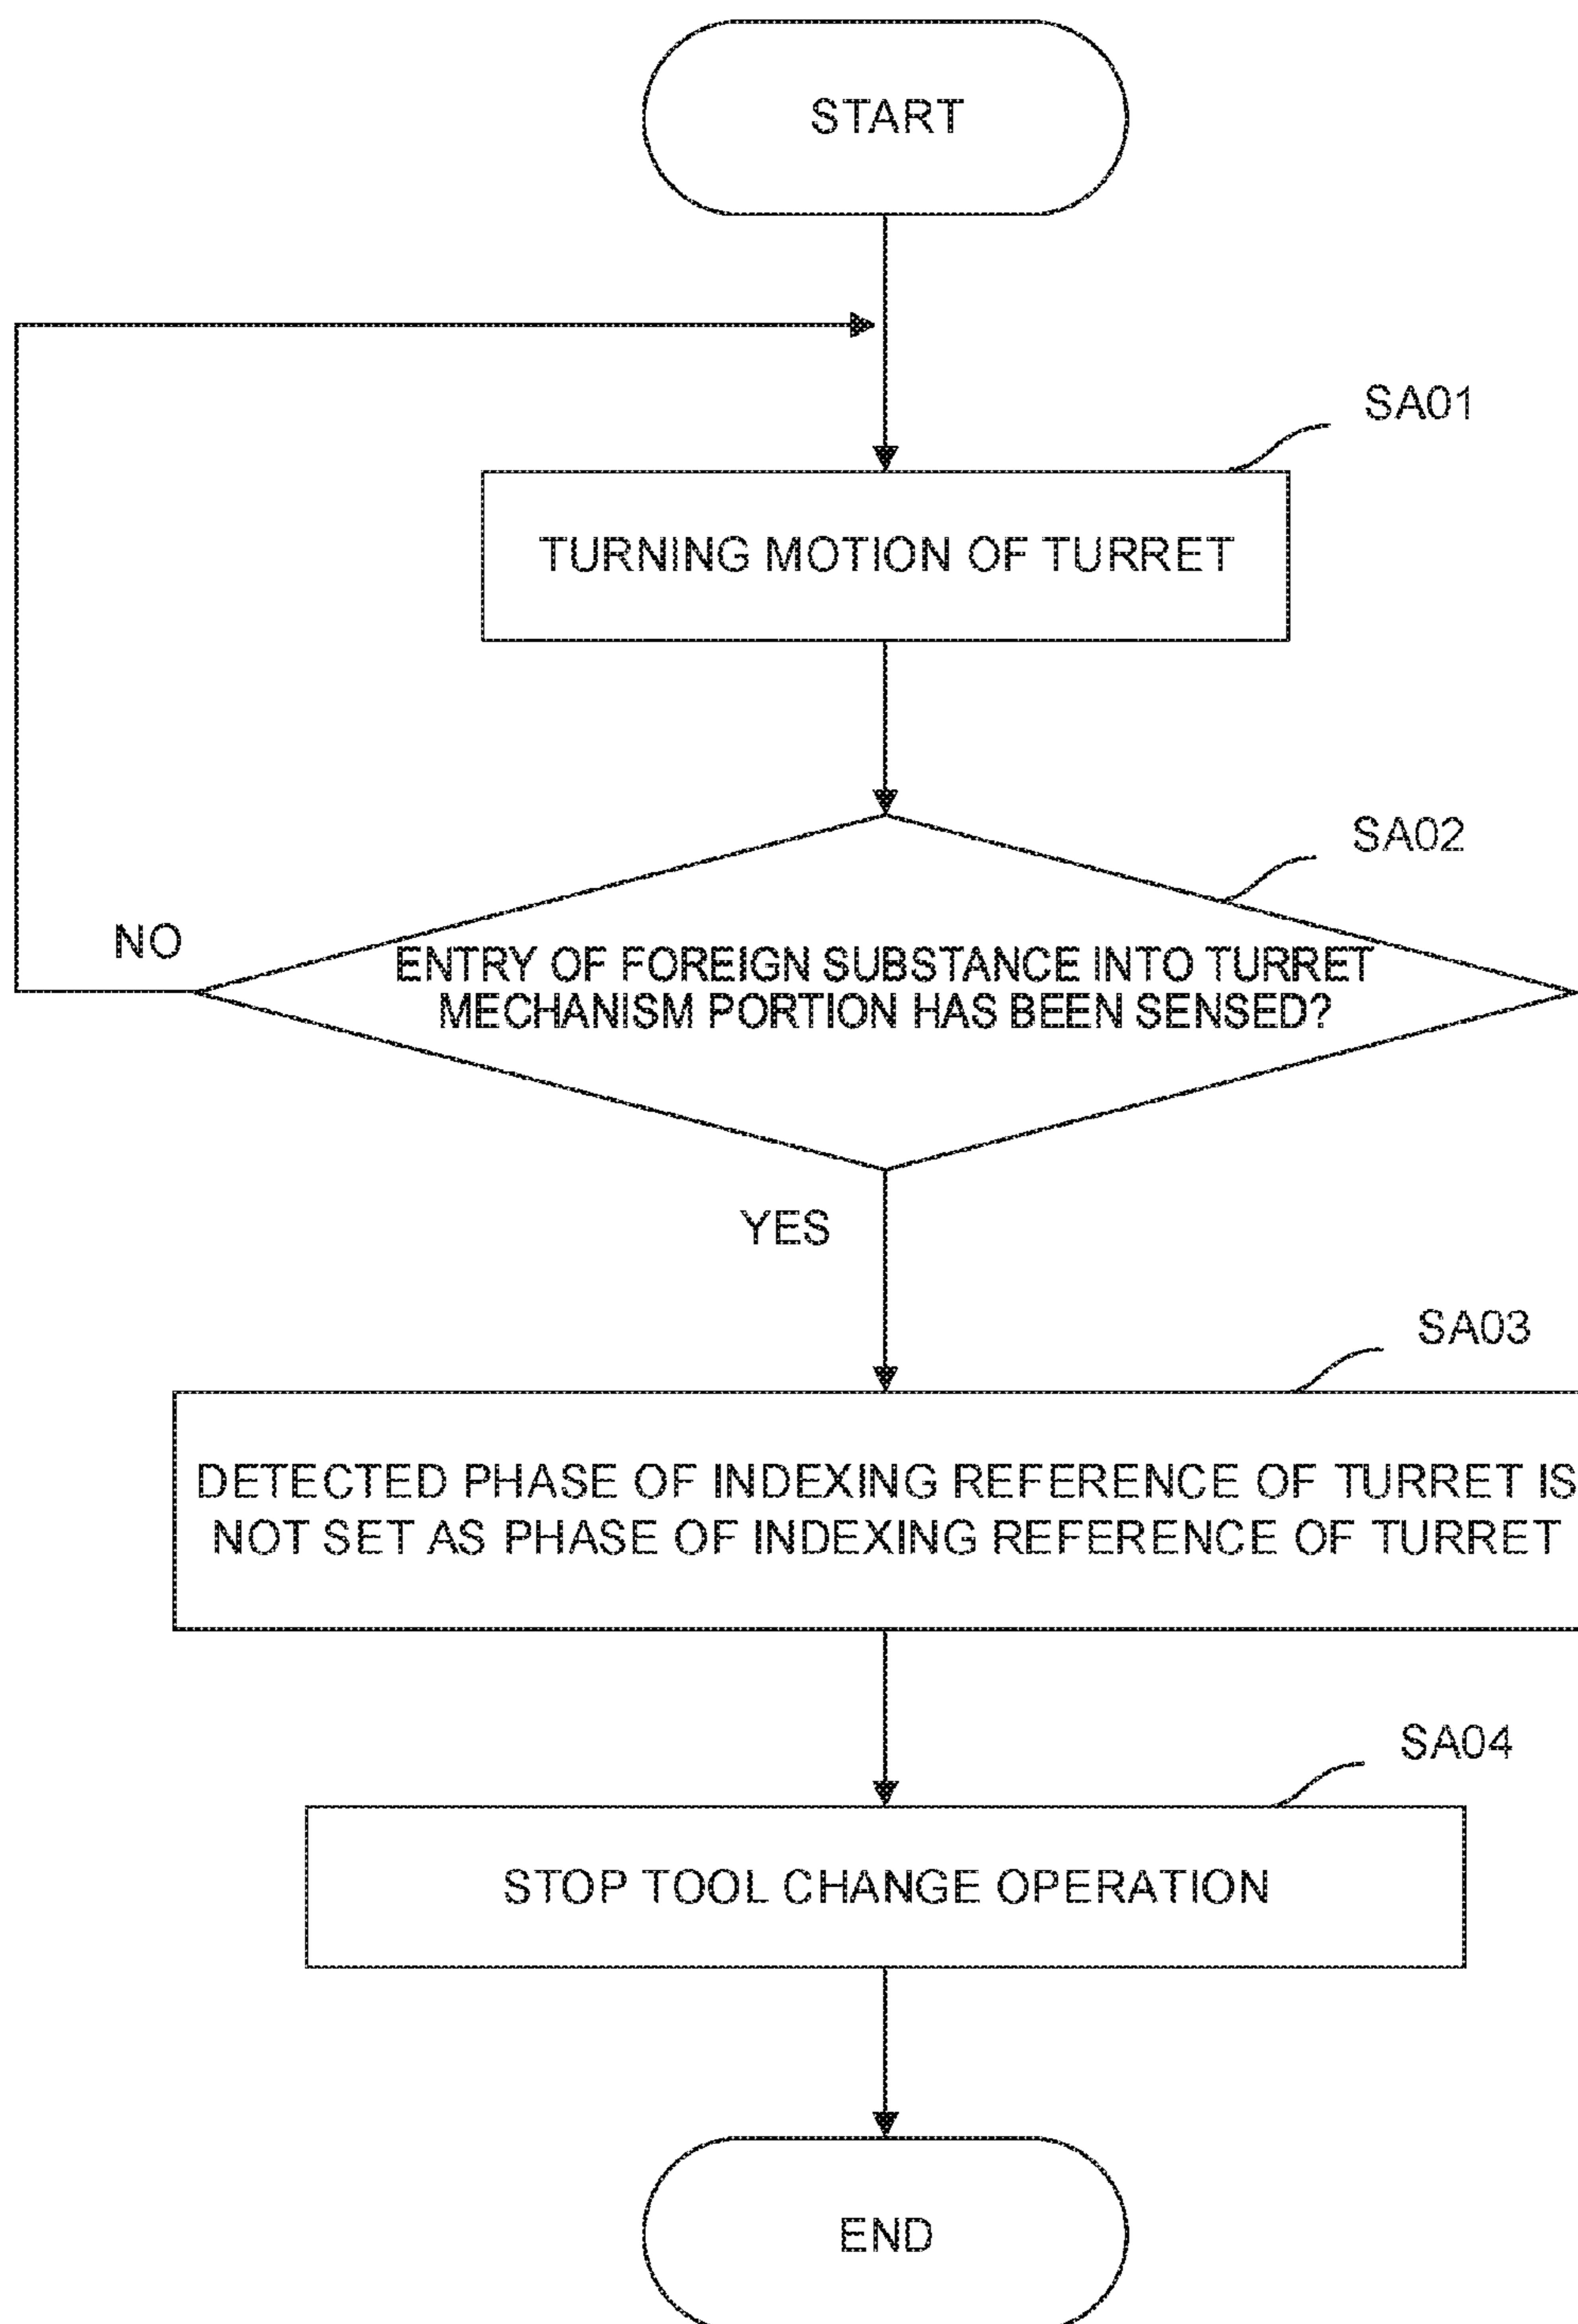 START
SA01
TURNING MOTION OF TURRET
SA02
NO
ENTRY OF FOREIGN SUBSTANCE INTO TURRET
MECHANISM PORTION HAS BEEN SENSED?
YES
SA03
DETECTED PHASE OF INDEXING REFERENCE OF TURRET IS
NOT SET AS PHASE OF INDEXING REFERENCE OF TURRET
SA04
STOP TOOL CHANGE OPERATION
END